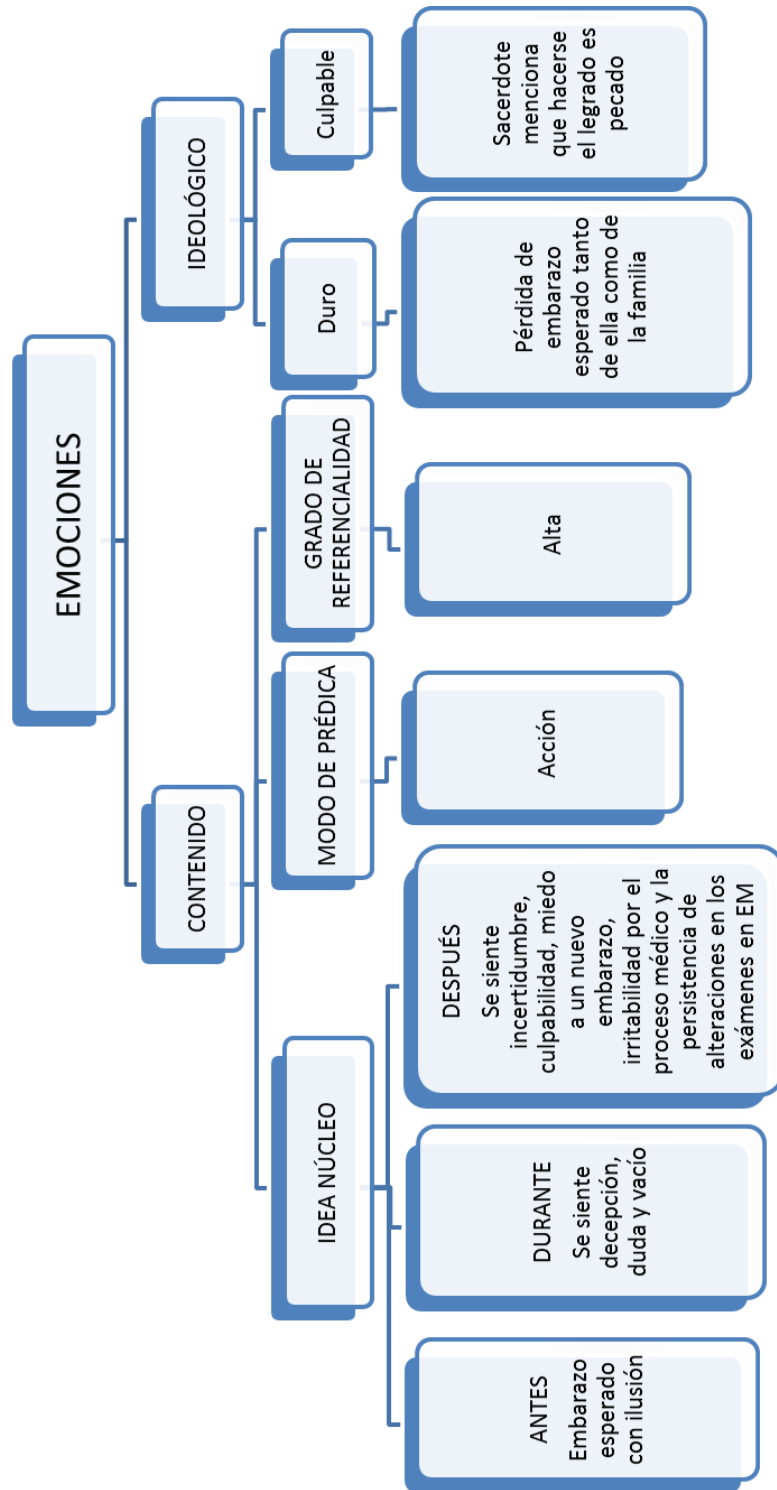 EMOCIONES
CONTENIDO
IDEOLÓGICO
IDEA NÚCLEO
MODO DE PRÉDICA
GRADO DE
REFERENCIALIDAD
Duro
Culpable
ANTES
Embarazo
esperado
con ilusión
DURANTE
Se siente
decepción,
duda y vacío
DESPUÉS
Se siente
incertidumbre,
culpabilidad, miedo
a un nuevo
embarazo,
irritabilidad por el
proceso médico y la
persistencia de
alteraciones en los
exámenes en EM
Acción
Alta
Pérdida de
embarazo
esperado tanto
de ella como de
la familia
Sacerdote
menciona
que hacerse
el legrado es
pecado